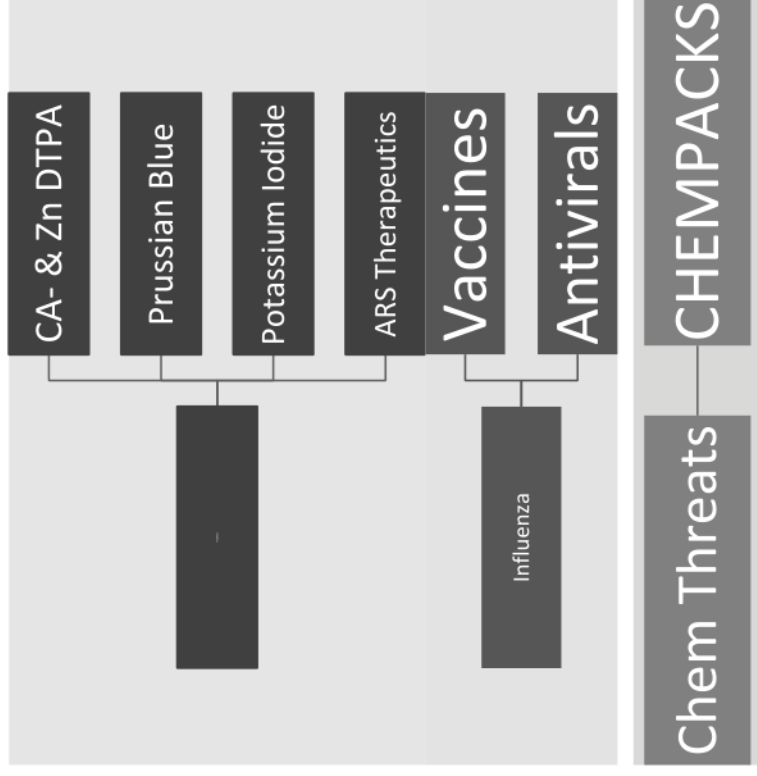 CA- & Zn DTPA
Prussian Blue
Potassium Iodide
ARS Therapeutics
Vaccines
Antivirals
Influenza
CHEMPACKS
Chem Threats